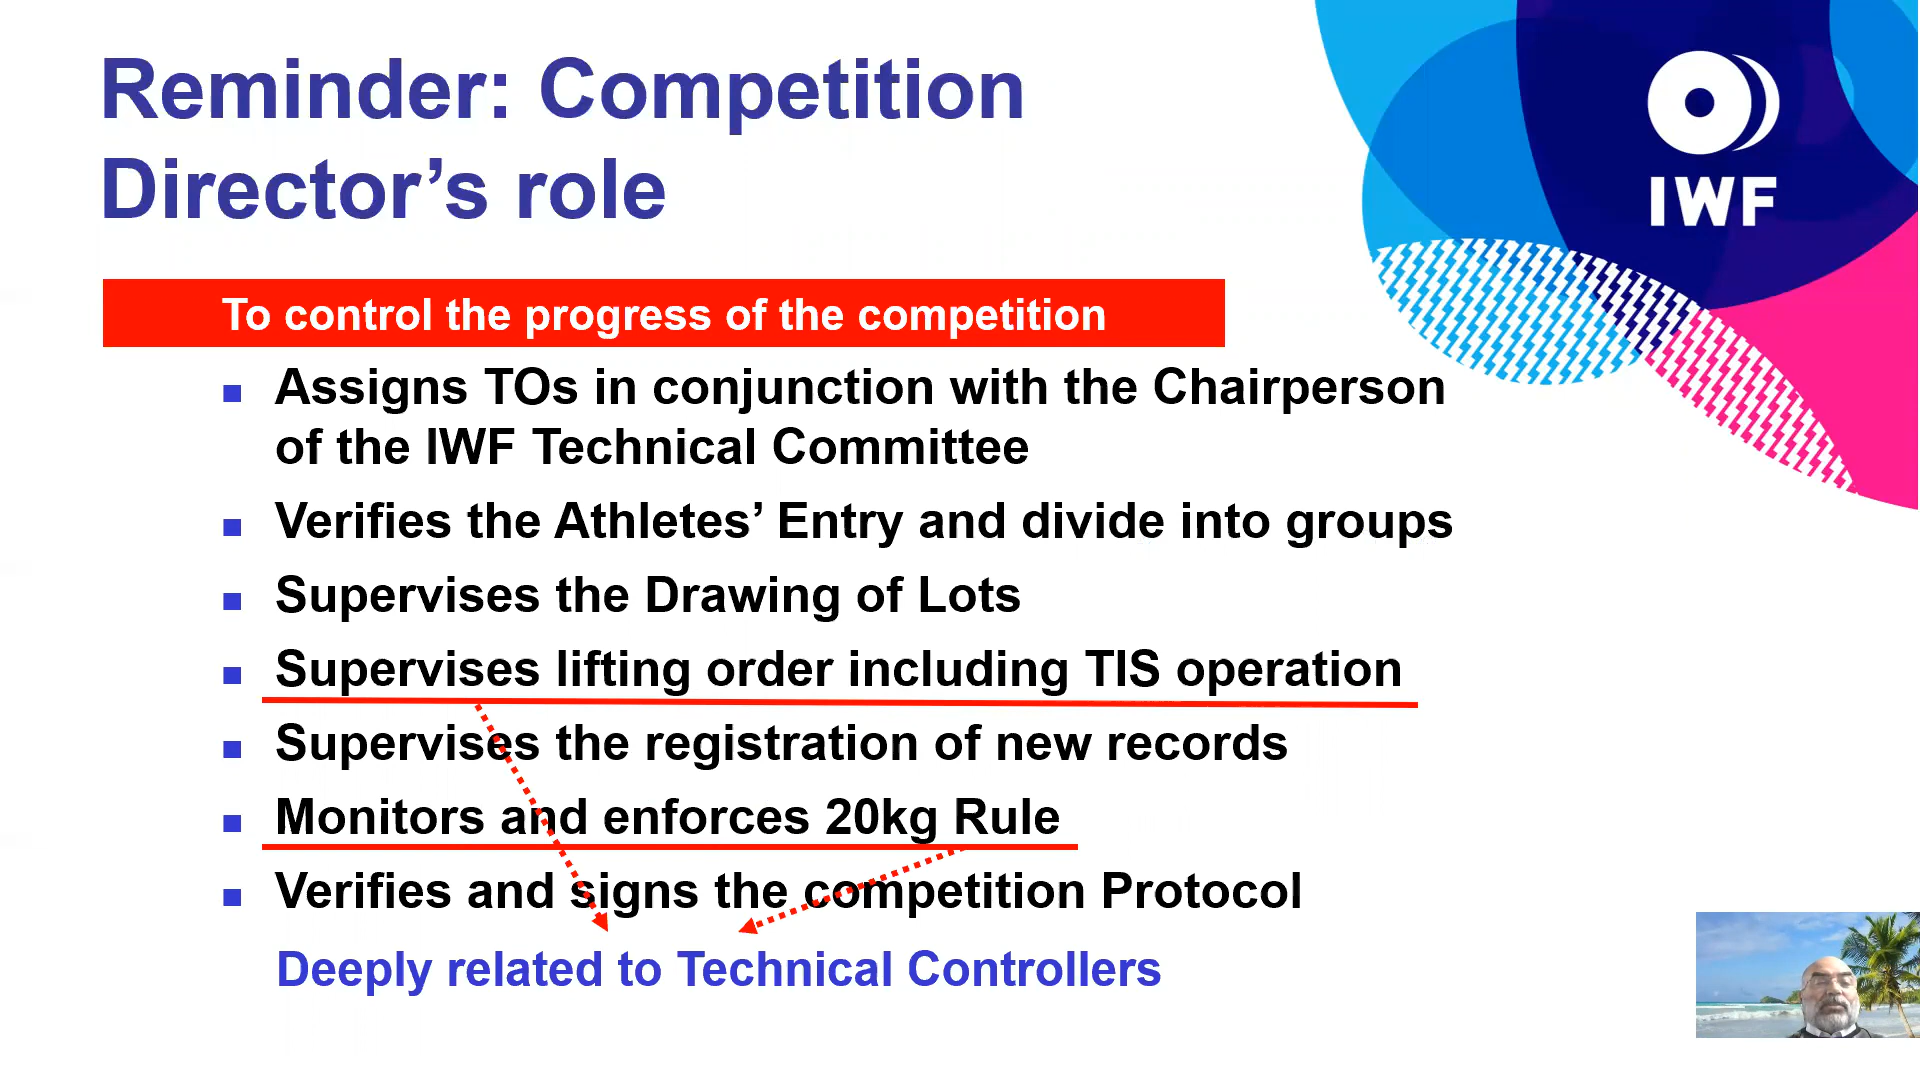 Reminder: Competition
Director’s role
IWF
To control the progress of the competition
Assigns TOs in conjunction with the Chairperson
of the IWF Technical Committee
Verifies the Athletes’ Entry and divide into groups
Supervises the Drawing of Lots
Supervises lifting order including TIS operation
Supervises the registration of new records
Monitors and enforces 20kg Rule
Verifies and signs the competition Protocol
Deeply related to Technical Controllers